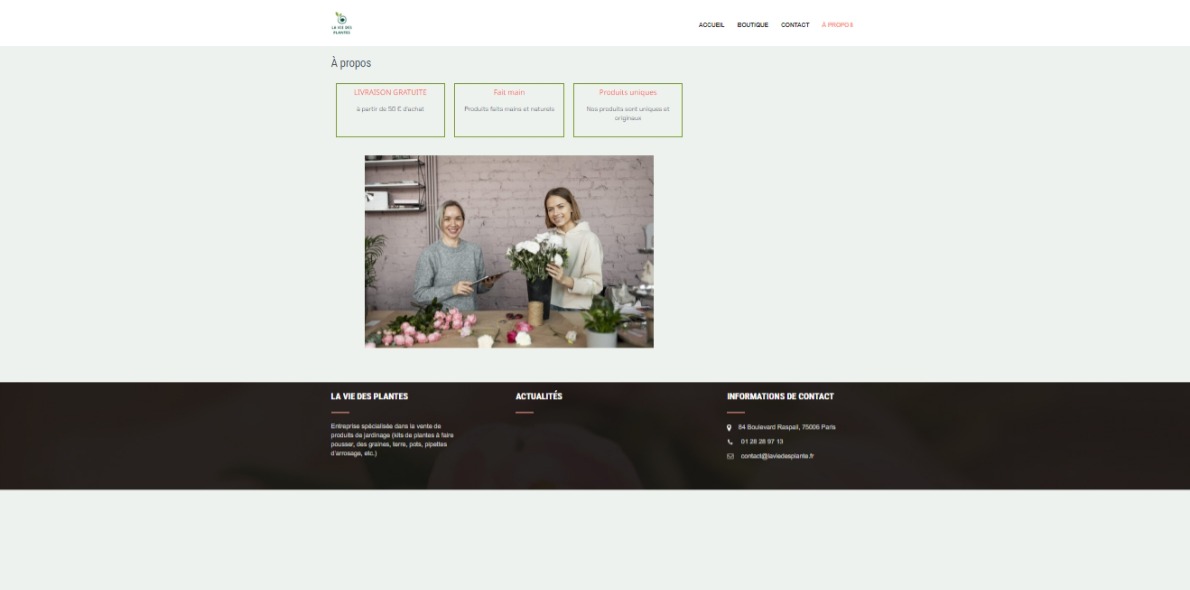 LA VIE DES
PLANTES
ACCUEIL BOUTIQUE CONTACT À PROPOS
À propos
LIVRAISON GRATUITE
à partir de 50 € d'achat
Fait main
Produits faits mains et naturels
Produits uniques
Nos produits sont uniques et
originaux
LA VIE DES PLANTES
Entreprise spécialisée dans la vente de
produits de jardinage (kits de plantes à faire
pousser, des graines, terre, pots, pipettes
d'arrosage, etc.)
ACTUALITÉS
INFORMATIONS DE CONTACT
84 Boulevard Raspail, 75006 Paris
01 28 28 97 13
contact@laviedesplante.fr